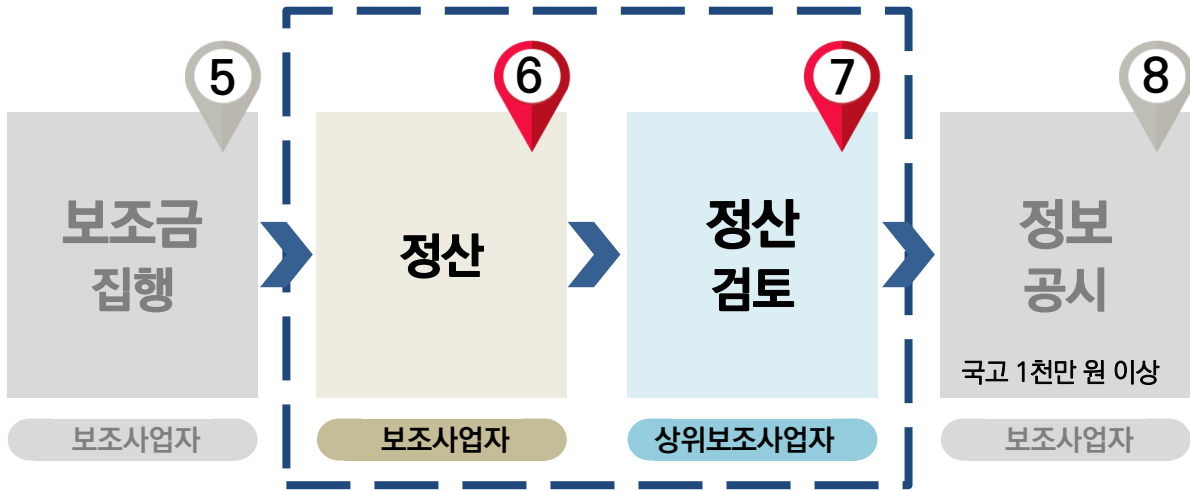 5
보조금
집행
보조사업자
6
정산
보조사업자
7
정산
검토
상위보조사업자
8
정보
공시
국고 1천만 원 이상
보조사업자